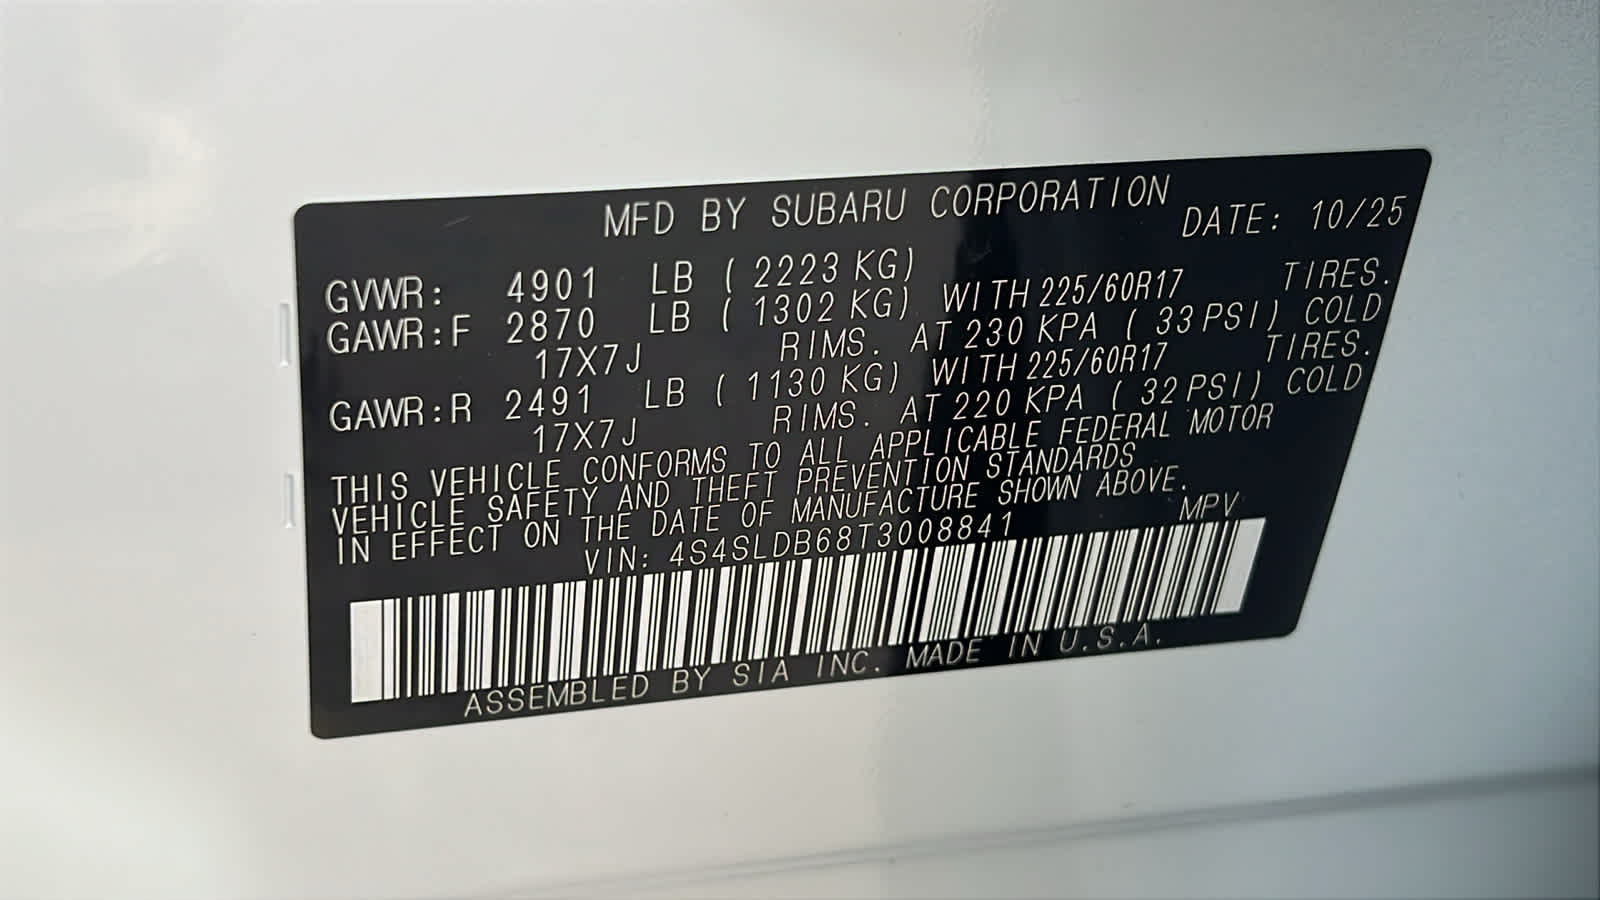 MFD BY SUBARU CORPORATION DATE: 10/25
GVWR: 4901 LB ( 2223 KG)
GAWR:F 2870 LB ( 1302 KG) WITH 225/60R17 TIRES.
17X7J RIMS. AT 230 KPA ( 33 PSI) COLD
GAWR:R 2491 LB ( 1130 KG) WITH 225/60R17 TIRES.
17X7J RIMS. AT 220 KPA ( 32 PSI) COLD
THIS VEHICLE CONFORMS TO ALL APPLICABLE FEDERAL MOTOR
VEHICLE SAFETY AND THEFT PREVENTION STANDARDS
IN EFFECT ON THE DATE OF MANUFACTURE SHOWN ABOVE.
VIN: 4S4SLDB68T3008841 MPV
ASSEMBLED BY SIA INC. MADE IN U.S.A.